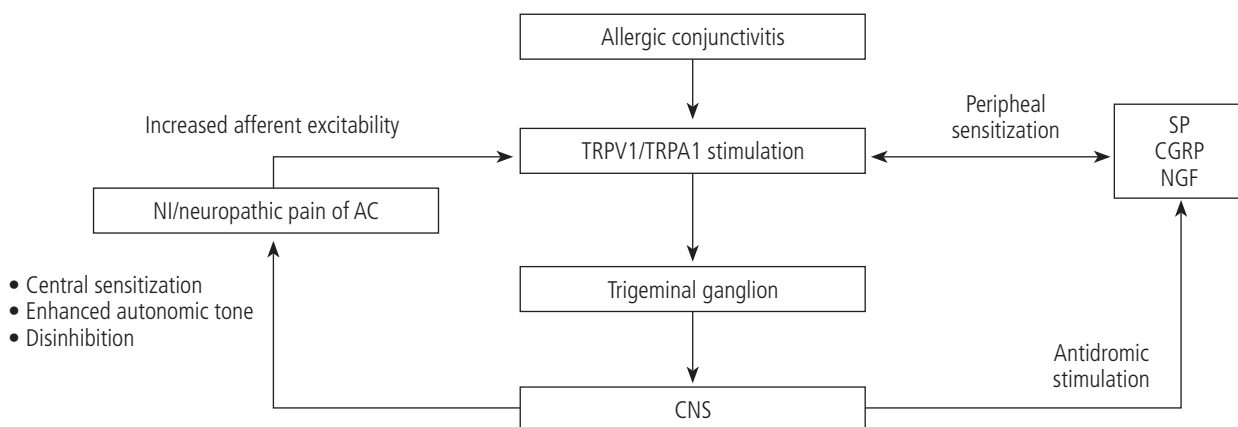 Allergic conjunctivitis
Increased afferent excitability
Peripheal
sensitization
TRPV1/TRPA1 stimulation
SP
CGRP
NGF
NI/neuropathic pain of AC
• Central sensitization
• Enhanced autonomic tone
• Disinhibition
Trigeminal ganglion
Antidromic
stimulation
CNS